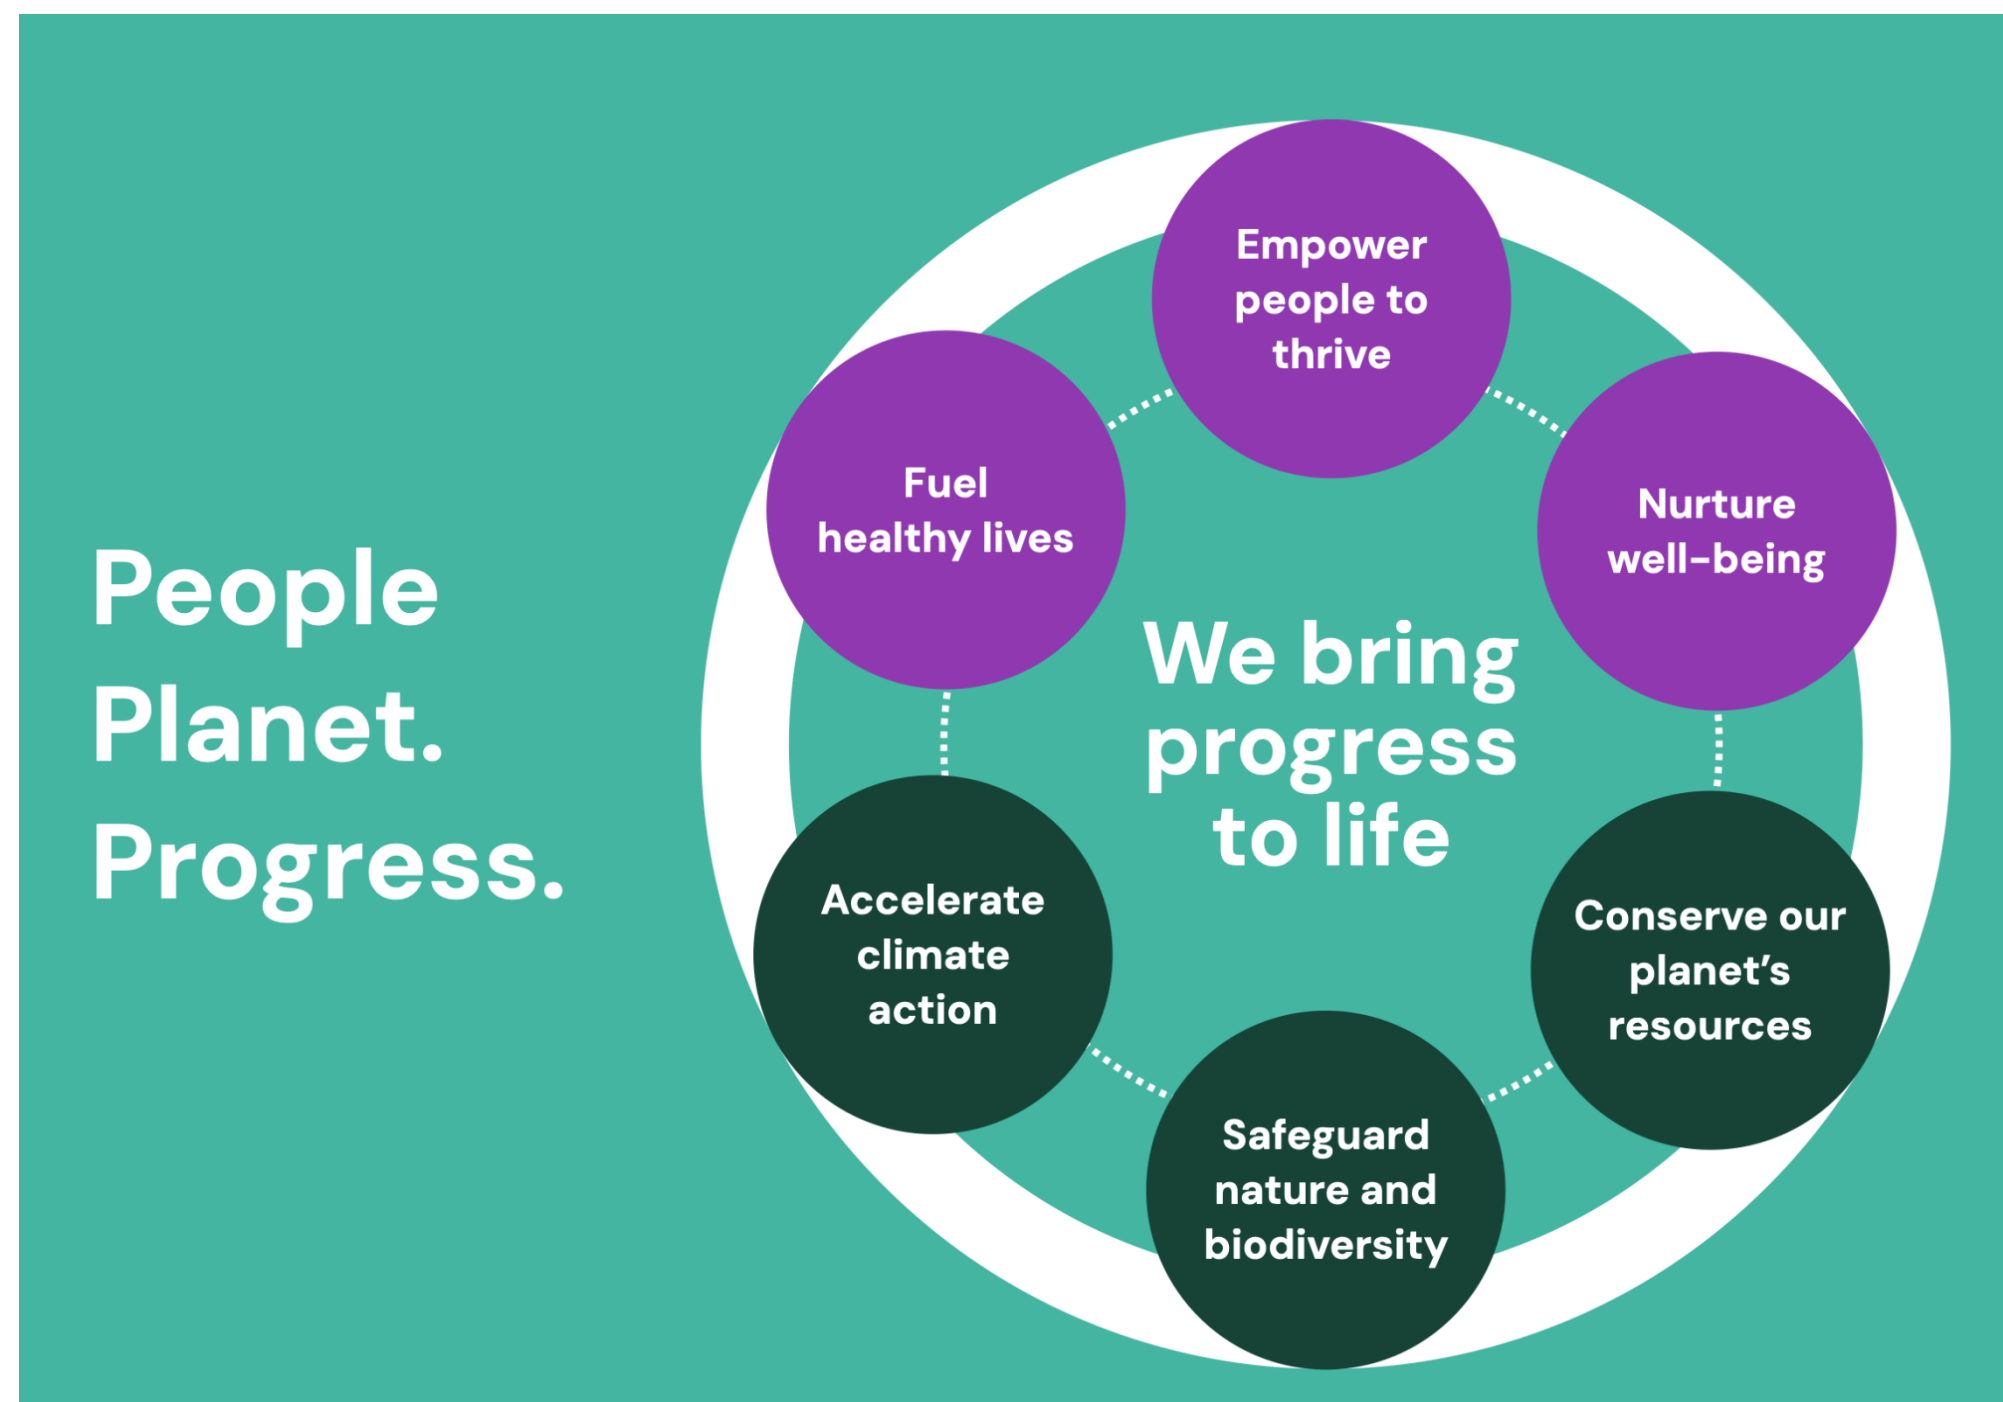 People
Planet.
Progress.
Empower
people to
thrive
Fuel
healthy lives
Nurture
well-being
We bring
progress
to life
Accelerate
climate
action
Conserve our
planet’s
resources
Safeguard
nature and
biodiversity